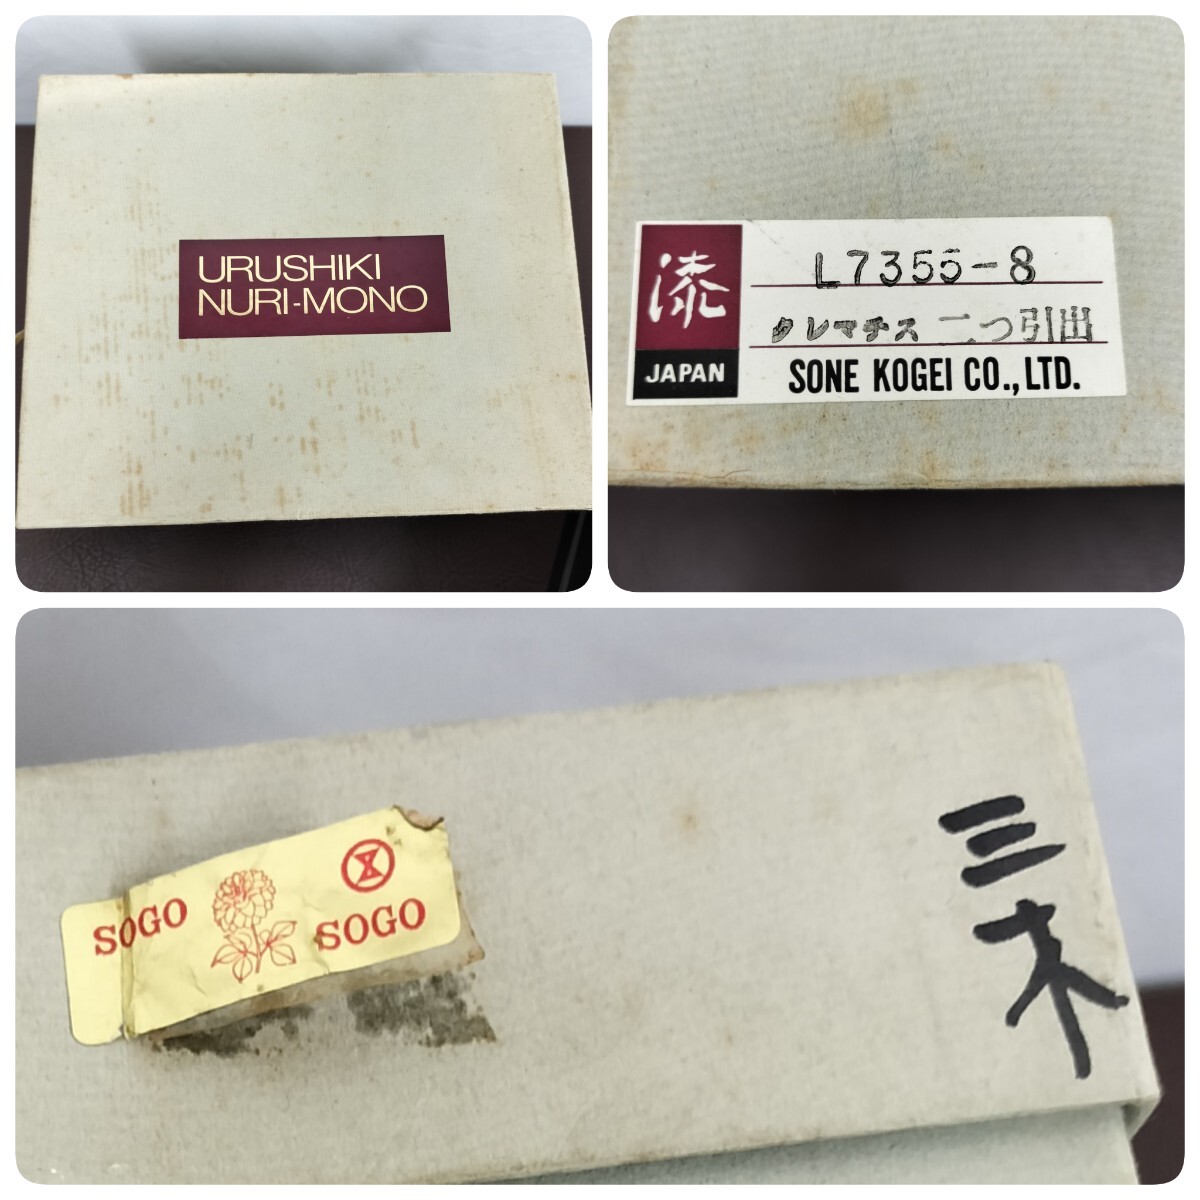 URUSHIKI
NURI-MONO
漆
JAPAN
L7355-8
クレマチス 二つ引出
SONE KOGEI CO., LTD.
SOGO
SOGO
三木